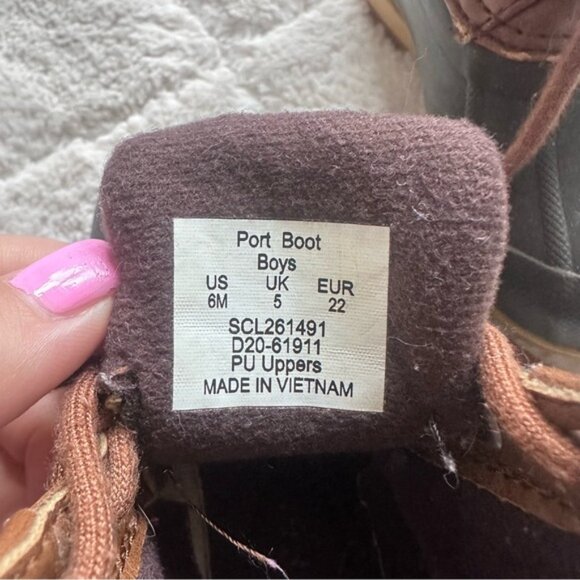 Port Boot
Boys
US UK EUR
6M 5 22
SCL261491
D20-61911
PU Uppers
MADE IN VIETNAM